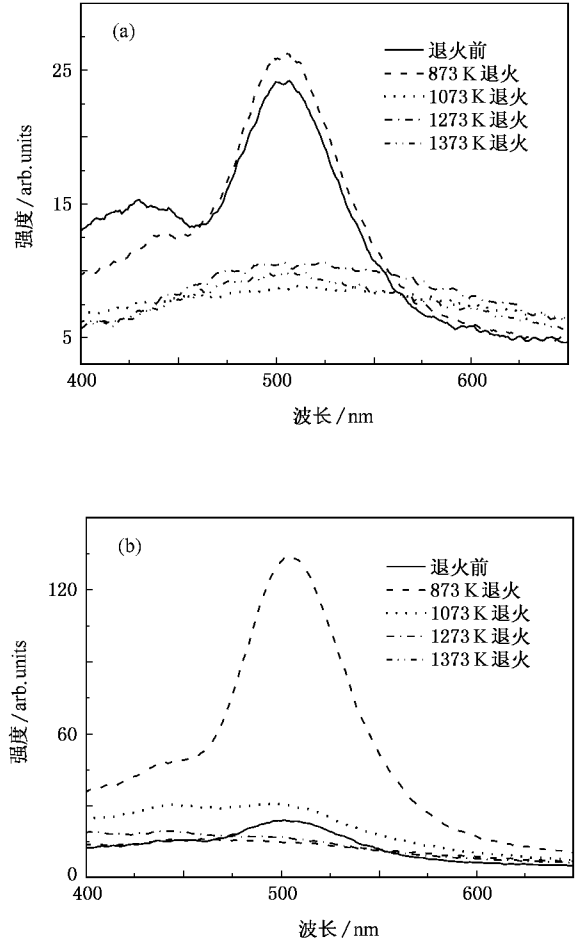 (a)
退火前
873 K 退火
1073 K 退火
1273 K 退火
1373 K 退火
25
15
5
强度 / arb. units
400
500
600
波长 / nm
(b)
退火前
873 K 退火
1073 K 退火
1273 K 退火
1373 K 退火
120
60
0
强度 / arb. units
400
500
600
波长 / nm